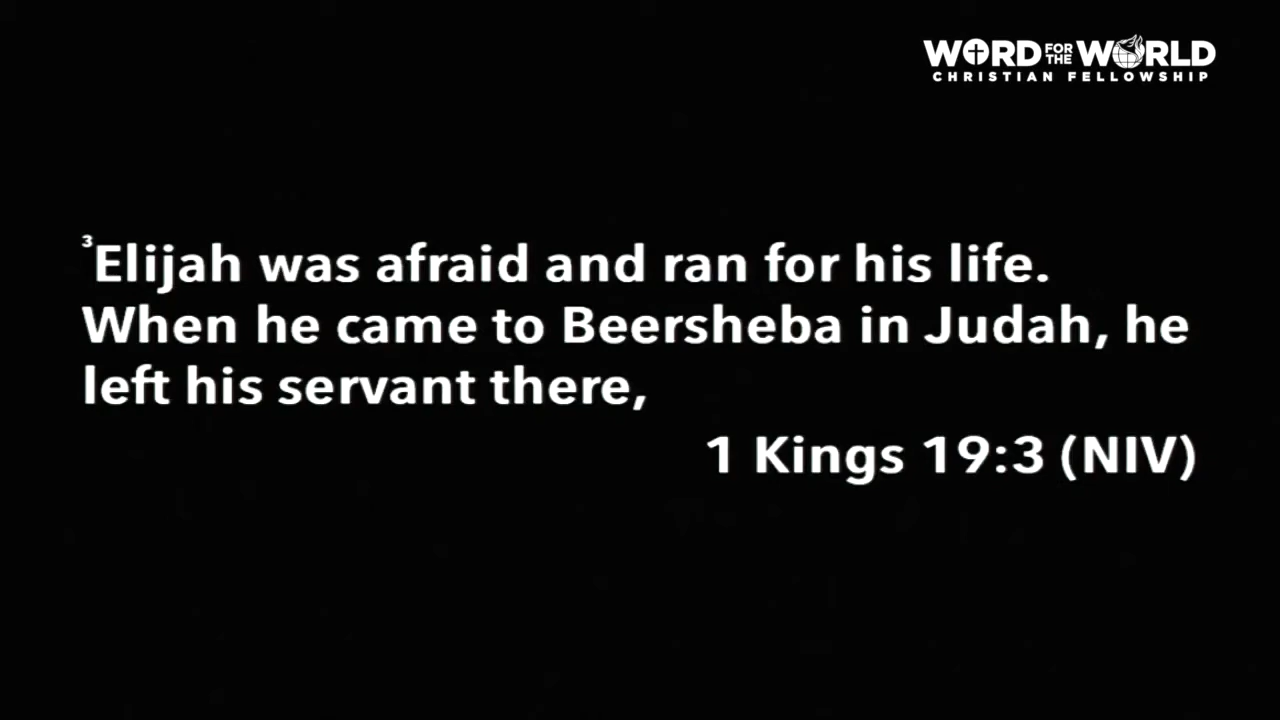 WORD FOR THE WORLD
CHRISTIAN FELLOWSHIP
³Elijah was afraid and ran for his life.
When he came to Beersheba in Judah, he
left his servant there,
1 Kings 19:3 (NIV)